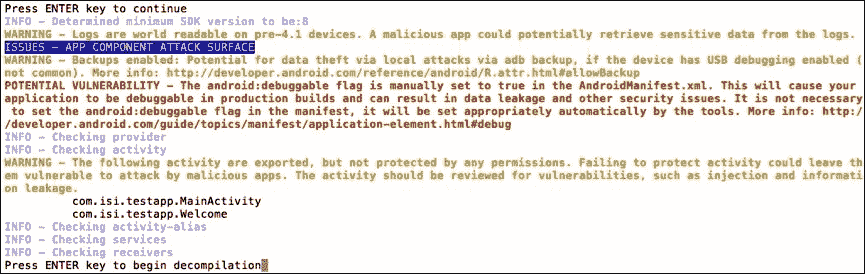 Press ENTER key to continue
INFO - Determined minimum SDK version to be:8
WARNING - Logs are world readable on pre-4.1 devices. A malicious app could potentially retrieve sensitive data from the logs.
ISSUES - APP COMPONENT ATTACK SURFACE
WARNING - Backups enabled: Potential for data theft via local attacks via adb backup, if the device has USB debugging enabled (
not common). More info: http://developer.android.com/reference/android/R.attr.html#allowBackup
POTENTIAL VULNERABILITY - The android:debuggable flag is manually set to true in the AndroidManifest.xml. This will cause your
application to be debuggable in production builds and can result in data leakage and other security issues. It is not necessary
to set the android:debuggable flag in the manifest, it will be set appropriately automatically by the tools. More info: http:/
/developer.android.com/guide/topics/manifest/application-element.html#debug
INFO - Checking provider
INFO - Checking activity
WARNING - The following activity are exported, but not protected by any permissions. Failing to protect activity could leave th
em vulnerable to attack by malicious apps. The activity should be reviewed for vulnerabilities, such as injection and informati
on leakage.
com.isi.testapp.MainActivity
com.isi.testapp.Welcome
INFO - Checking activity-alias
INFO - Checking services
INFO - Checking receivers
Press ENTER key to begin decompilation